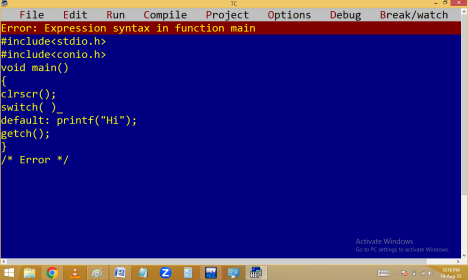 TC
File Edit Run Compile Project Options Debug Break/watch
Error: Expression syntax in function main
#include<stdio.h>
#include<conio.h>
void main()
{
clrscr();
switch( )_
default: printf("Hi");
getch();
}
/* Error */
Activate Windows
Go to PC settings to activate Windows.